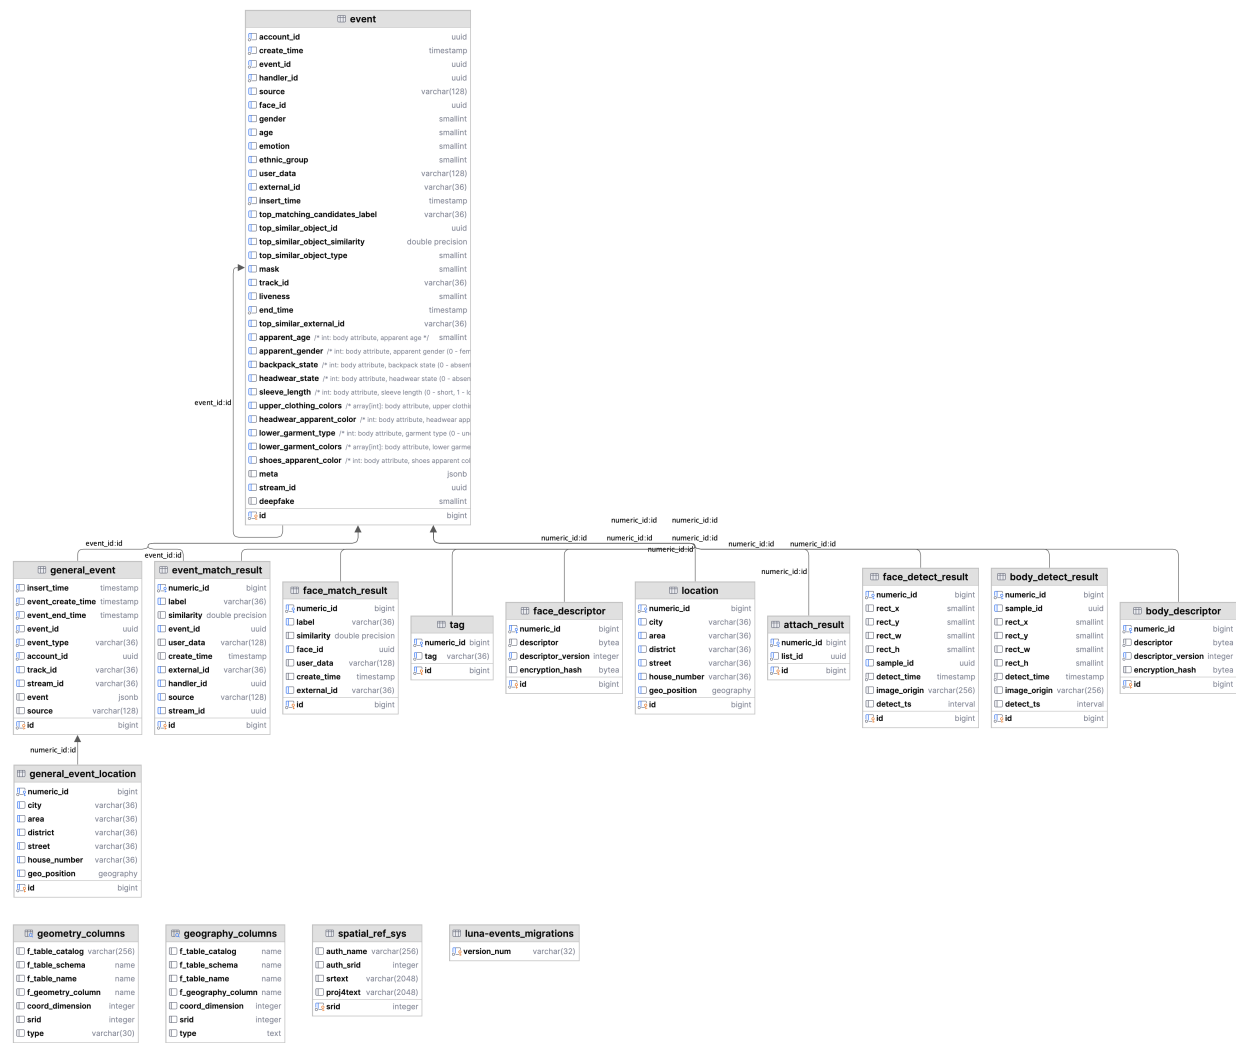 event
account_id uuid
create_time timestamp
event_id uuid
handler_id uuid
source varchar(128)
face_id uuid
gender smallint
age smallint
emotion smallint
ethnic_group smallint
user_data varchar(128)
external_id varchar(36)
insert_time timestamp
top_matching_candidates_label varchar(36)
top_similar_object_id uuid
top_similar_object_similarity double precision
top_similar_object_type smallint
mask smallint
track_id varchar(36)
liveness smallint
end_time timestamp
top_similar_external_id varchar(36)
apparent_age /* int: body attribute, apparent age */ smallint
apparent_gender /* int: body attribute, apparent gender (0 - fem
backpack_state /* int: body attribute, backpack state (0 - absent
headwear_state /* int: body attribute, headwear state (0 - absen
sleeve_length /* int: body attribute, sleeve length (0 - short, 1 - lo
upper_clothing_colors /* array[int]: body attribute, upper clothin
headwear_apparent_color /* int: body attribute, headwear app
lower_garment_type /* int: body attribute, garment type (0 - un
lower_garment_colors /* array[int]: body attribute, lower garme
shoes_apparent_color /* int: body attribute, shoes apparent col
meta jsonb
stream_id uuid
deepfake smallint
id bigint
event_id:id
numeric_id:id numeric_id:id
numeric_id:id numeric_id:id numeric_id:id
event_id:id numeric_id:id numeric_id:id
event_id:id numeric_id:id
numeric_id:id
general_event
insert_time timestamp
event_create_time timestamp
event_end_time timestamp
event_id uuid
event_type varchar(36)
account_id uuid
track_id varchar(36)
stream_id varchar(36)
event jsonb
source varchar(128)
id bigint
event_match_result
numeric_id bigint
label varchar(36)
similarity double precision
event_id uuid
user_data varchar(128)
create_time timestamp
external_id varchar(36)
handler_id uuid
source varchar(128)
stream_id uuid
id bigint
face_match_result
numeric_id bigint
label varchar(36)
similarity double precision
face_id uuid
user_data varchar(128)
create_time timestamp
external_id varchar(36)
id bigint
tag
numeric_id bigint
tag varchar(36)
id bigint
face_descriptor
numeric_id bigint
descriptor bytea
descriptor_version integer
encryption_hash bytea
id bigint
location
numeric_id bigint
city varchar(36)
area varchar(36)
district varchar(36)
street varchar(36)
house_number varchar(36)
geo_position geography
id bigint
attach_result
numeric_id bigint
list_id uuid
id bigint
face_detect_result
numeric_id bigint
rect_x smallint
rect_y smallint
rect_w smallint
rect_h smallint
sample_id uuid
detect_time timestamp
image_origin varchar(256)
detect_ts interval
id bigint
body_detect_result
numeric_id bigint
sample_id uuid
rect_x smallint
rect_y smallint
rect_w smallint
rect_h smallint
detect_time timestamp
image_origin varchar(256)
detect_ts interval
id bigint
body_descriptor
numeric_id bigint
descriptor bytea
descriptor_version integer
encryption_hash bytea
id bigint
numeric_id:id
general_event_location
numeric_id bigint
city varchar(36)
area varchar(36)
district varchar(36)
street varchar(36)
house_number varchar(36)
geo_position geography
id bigint
geometry_columns
f_table_catalog varchar(256)
f_table_schema name
f_table_name name
f_geometry_column name
coord_dimension integer
srid integer
type varchar(30)
geography_columns
f_table_catalog name
f_table_schema name
f_table_name name
f_geography_column name
coord_dimension integer
srid integer
type text
spatial_ref_sys
auth_name varchar(256)
auth_srid integer
srtext varchar(2048)
proj4text varchar(2048)
srid integer
luna-events_migrations
version_num varchar(32)